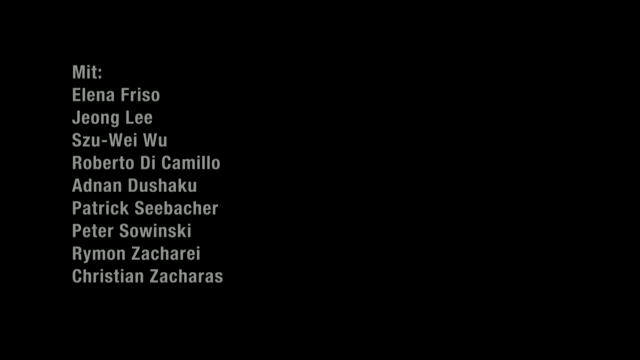 Mit:
Elena Friso
Jeong Lee
Szu-Wei Wu
Roberto Di Camillo
Adnan Dushaku
Patrick Seebacher
Peter Sowinski
Rymon Zacharei
Christian Zacharas